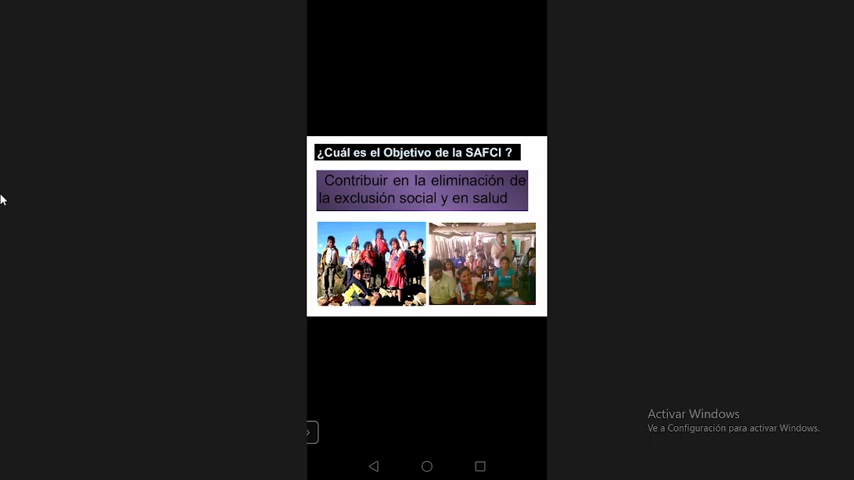 ¿Cuál es el Objetivo de la SAFCI ?
Contribuir en la eliminación de
la exclusión social y en salud
Activar Windows
Ve a Configuración para activar Windows.